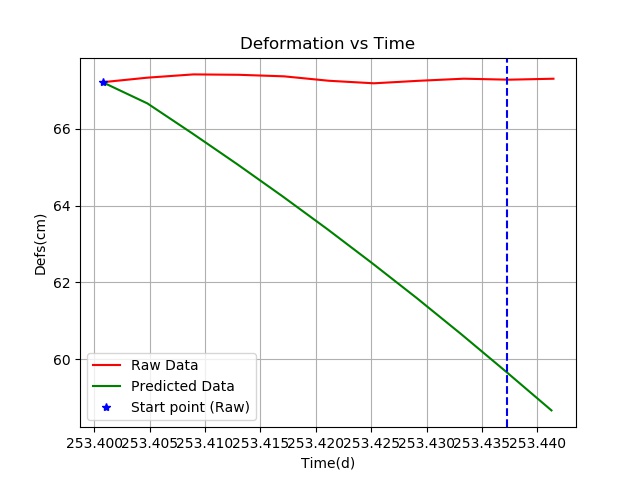 Deformation vs Time
Defs(cm)
66
64
62
60
Raw Data
Predicted Data
Start point (Raw)
253.400 253.405 253.410 253.415 253.420 253.425 253.430 253.435 253.440
Time(d)